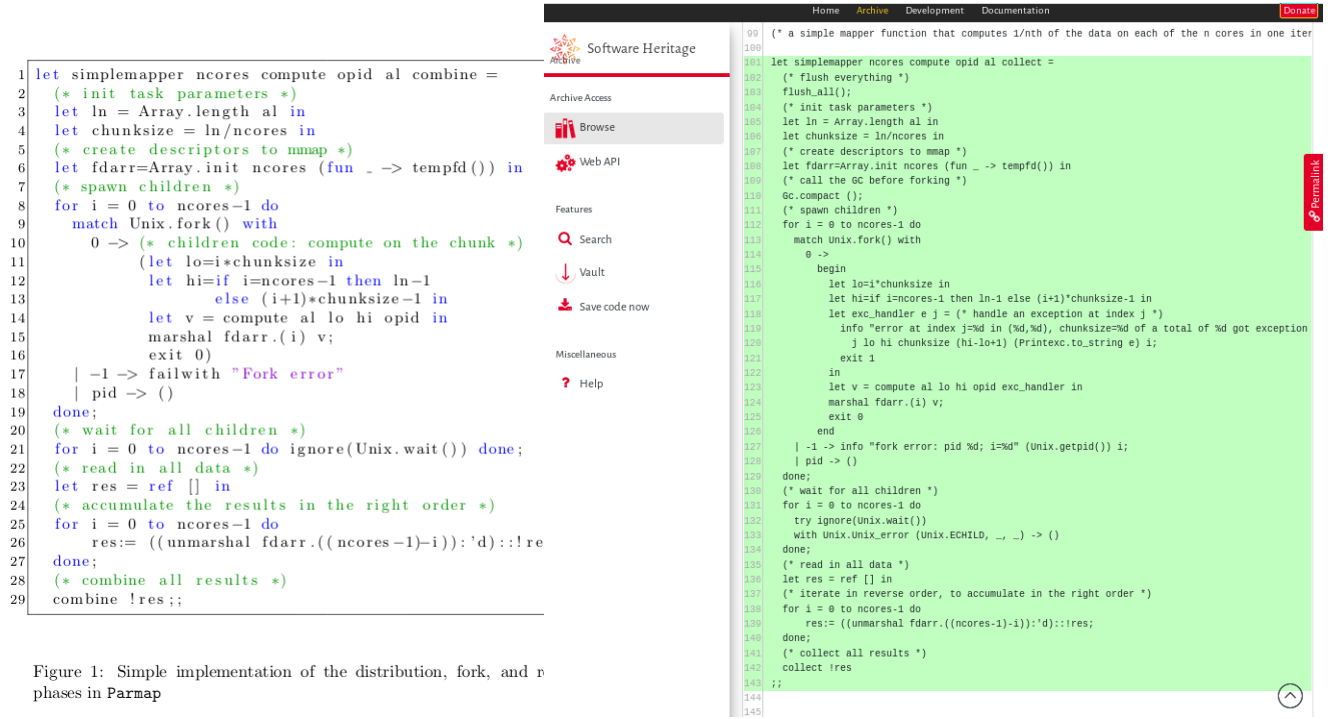 1 let simplemapper ncores compute opid al combine =
2 (* init task parameters *)
3 let ln = Array.length al in
4 let chunksize = ln/ncores in
5 (* create descriptors to mmap *)
6 let fdarr=Array.init ncores (fun _ -> tempfd()) in
7 (* spawn children *)
8 for i = 0 to ncores-1 do
9 match Unix.fork() with
10 0 -> (* children code: compute on the chunk *)
11 (let lo=i*chunksize in
12 let hi=if i=ncores-1 then ln-1
13 else (i+1)*chunksize-1 in
14 let v = compute al lo hi opid in
15 marshal fdarr.(i) v;
16 exit 0)
17 | -1 -> failwith "Fork error"
18 | pid -> ()
19 done;
20 (* wait for all children *)
21 for i = 0 to ncores-1 do ignore(Unix.wait()) done;
22 (* read in all data *)
23 let res = ref [] in
24 (* accumulate the results in the right order *)
25 for i = 0 to ncores-1 do
26 res:= ((unmarshal fdarr.((ncores-1)-i)):'d)::!re
27 done;
28 (* combine all results *)
29 combine !res;;
Figure 1: Simple implementation of the distribution, fork, and re
phases in Parmap
Home Archive Development Documentation Donate
Software Heritage
Archive
Archive Access
Browse
Web API
Features
Search
Vault
Save code now
Miscellaneous
? Help
99 (* a simple mapper function that computes 1/nth of the data on each of the n cores in one iter
100
101 let simplemapper ncores compute opid al collect =
102 (* flush everything *)
103 flush_all();
104 (* init task parameters *)
105 let ln = Array.length al in
106 let chunksize = ln/ncores in
107 (* create descriptors to mmap *)
108 let fdarr=Array.init ncores (fun _ -> tempfd()) in
109 (* call the GC before forking *)
110 Gc.compact ();
111 (* spawn children *)
112 for i = 0 to ncores-1 do
113 match Unix.fork() with
114 0 ->
115 begin
116 let lo=i*chunksize in
117 let hi=if i=ncores-1 then ln-1 else (i+1)*chunksize-1 in
118 let exc_handler e j = (* handle an exception at index j *)
119 info "error at index j=%d in (%d,%d), chunksize=%d of a total of %d got exception
120 j lo hi chunksize (hi-lo+1) (Printexc.to_string e) i;
121 exit 1
122 in
123 let v = compute al lo hi opid exc_handler in
124 marshal fdarr.(i) v;
125 exit 0
126 end
127 | -1 -> info "fork error: pid %d; i=%d" (Unix.getpid()) i;
128 | pid -> ()
129 done;
130 (* wait for all children *)
131 for i = 0 to ncores-1 do
132 try ignore(Unix.wait())
133 with Unix.Unix_error (Unix.ECHILD, _, _) -> ()
134 done;
135 (* read in all data *)
136 let res = ref [] in
137 (* iterate in reverse order, to accumulate in the right order *)
138 for i = 0 to ncores-1 do
139 res:= ((unmarshal fdarr.((ncores-1)-i)):'d)::!res;
140 done;
141 (* collect all results *)
142 collect !res
143 ;;
144
145
Permalink